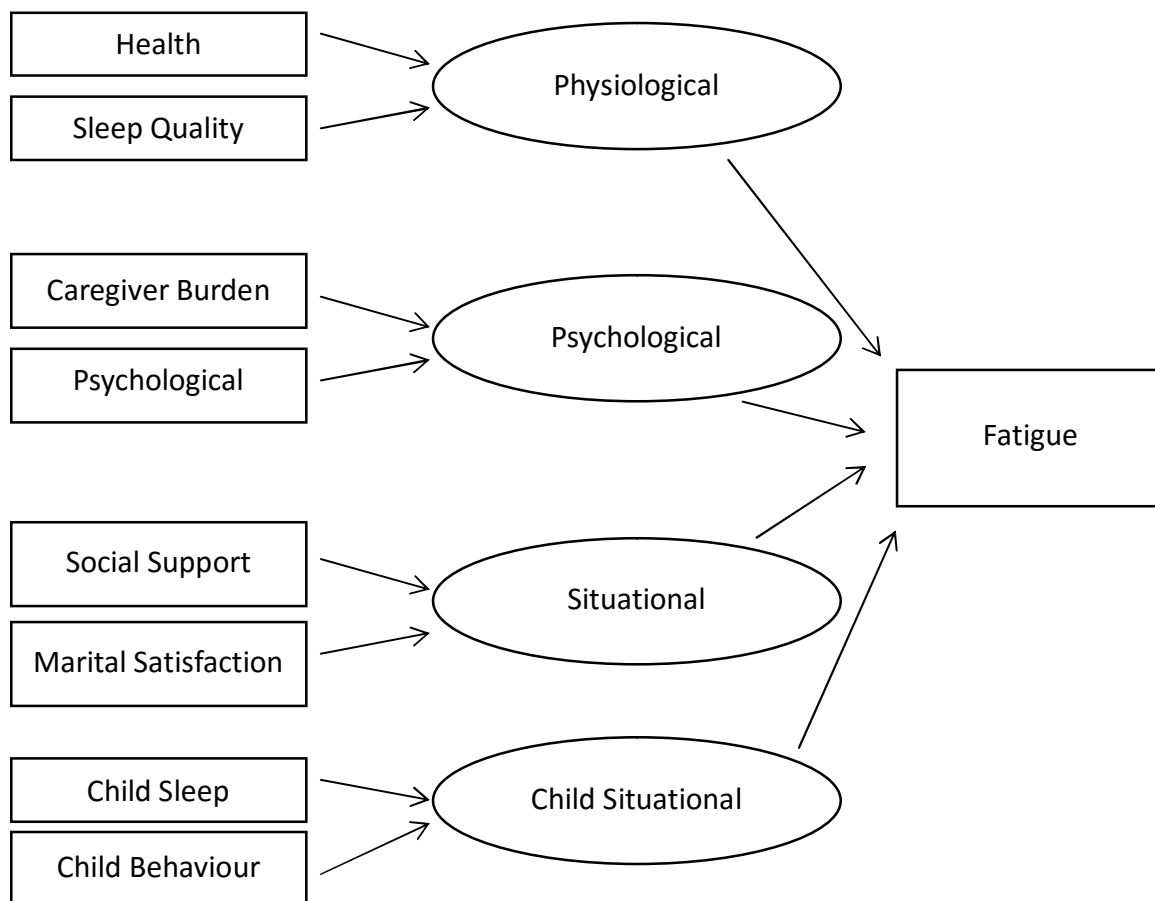 Health
Physiological
Sleep Quality
Caregiver Burden
Psychological
Psychological
Fatigue
Social Support
Situational
Marital Satisfaction
Child Sleep
Child Situational
Child Behaviour